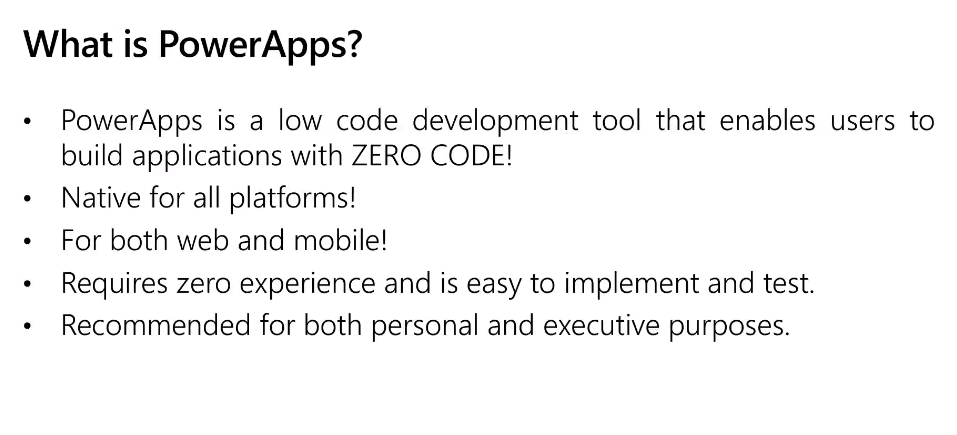 What is PowerApps?
• PowerApps is a low code development tool that enables users to
build applications with ZERO CODE!
• Native for all platforms!
• For both web and mobile!
• Requires zero experience and is easy to implement and test.
• Recommended for both personal and executive purposes.